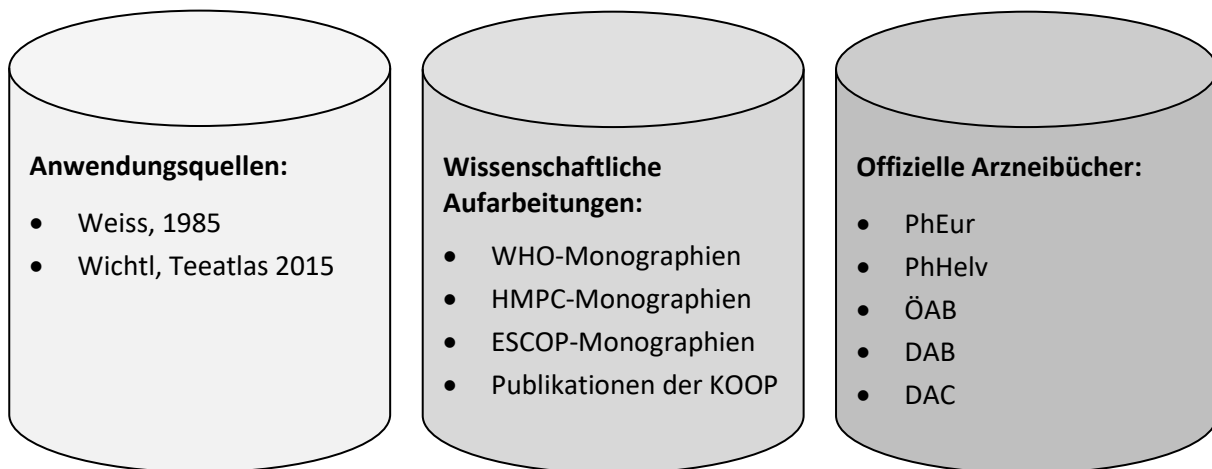 Anwendungsquellen:
• Weiss, 1985
• Wichtl, Teeatlas 2015
Wissenschaftliche
Aufarbeitungen:
• WHO-Monographien
• HMPC-Monographien
• ESCOP-Monographien
• Publikationen der KOOP
Offizielle Arzneibücher:
• PhEur
• PhHelv
• ÖAB
• DAB
• DAC